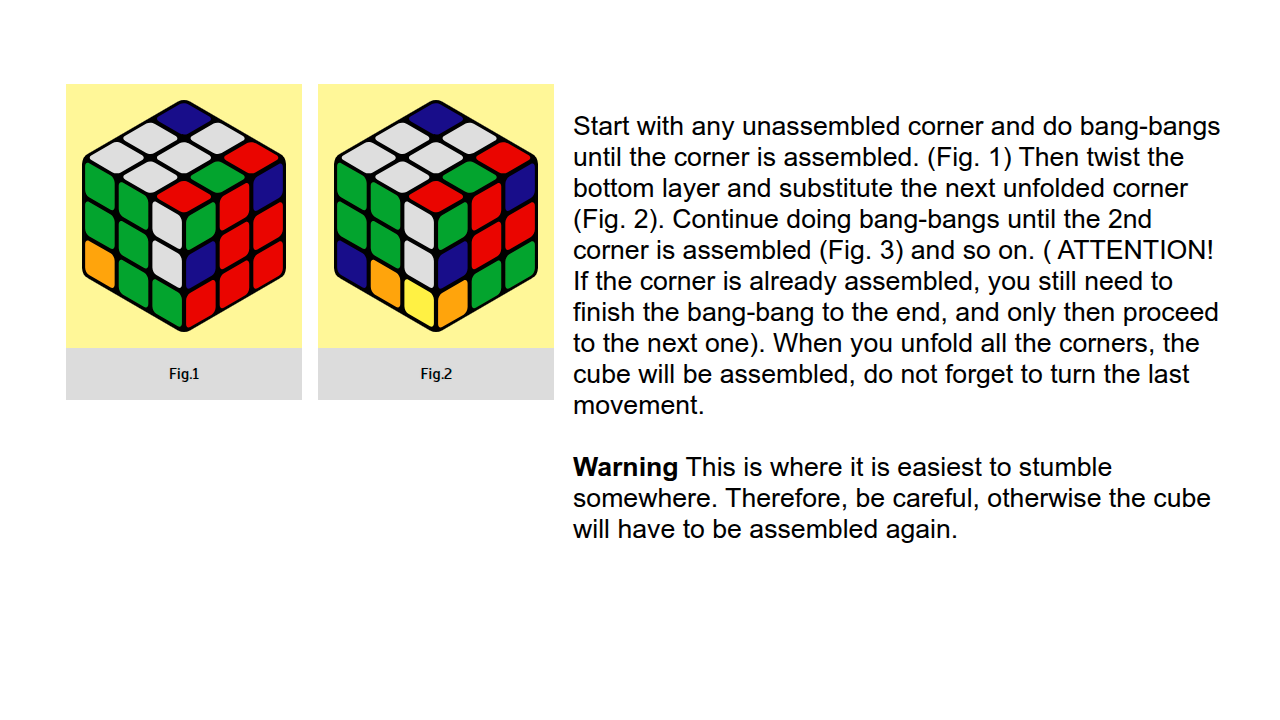 Start with any unassembled corner and do bang-bangs
until the corner is assembled. (Fig. 1) Then twist the
bottom layer and substitute the next unfolded corner
(Fig. 2). Continue doing bang-bangs until the 2nd
corner is assembled (Fig. 3) and so on. ( ATTENTION!
If the corner is already assembled, you still need to
finish the bang-bang to the end, and only then proceed
to the next one). When you unfold all the corners, the
cube will be assembled, do not forget to turn the last
movement.
Warning This is where it is easiest to stumble
somewhere. Therefore, be careful, otherwise the cube
will have to be assembled again.
Fig.1
Fig.2